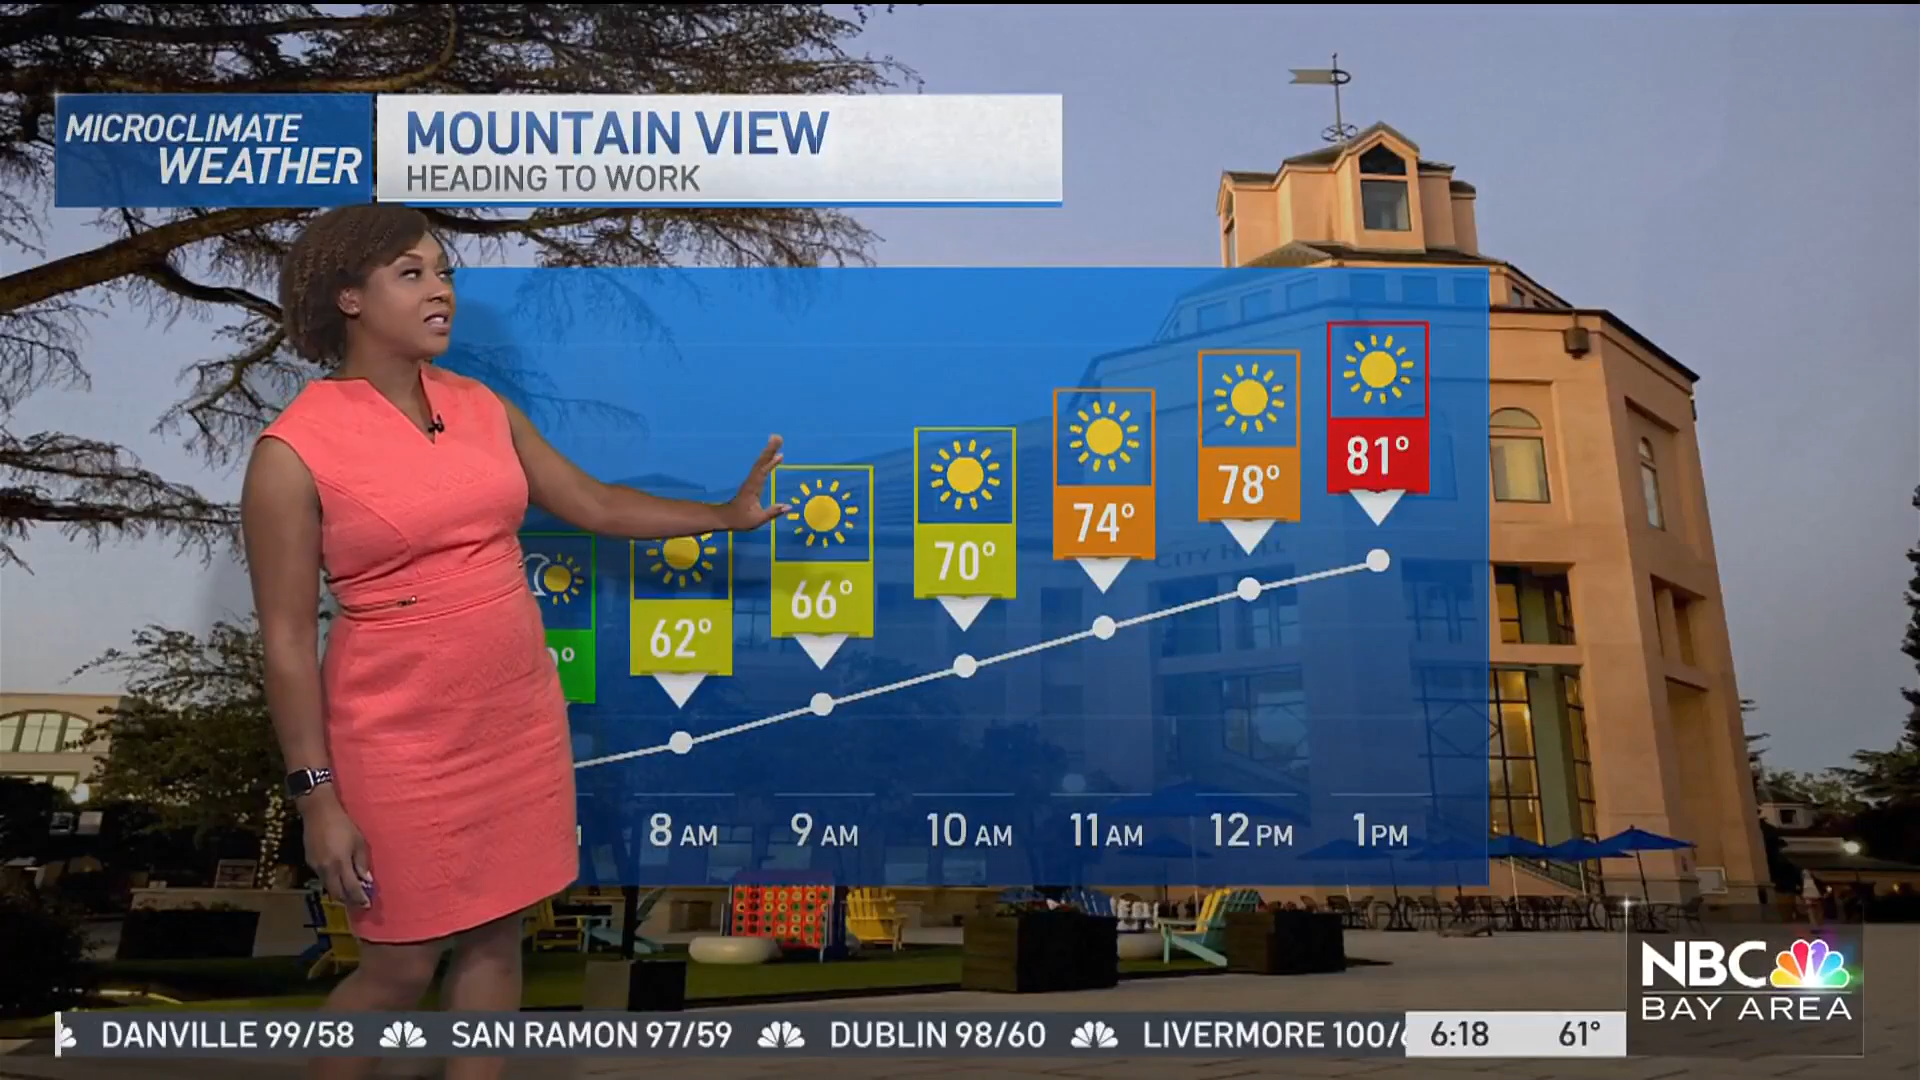 MICROCLIMATE
WEATHER
MOUNTAIN VIEW
HEADING TO WORK
62°
66°
70°
74°
78°
81°
CITY HALL
8 AM
9 AM
10 AM
11 AM
12 PM
1 PM
NBC
BAY AREA
DANVILLE 99/58
SAN RAMON 97/59
DUBLIN 98/60
LIVERMORE 100/
6:18
61°